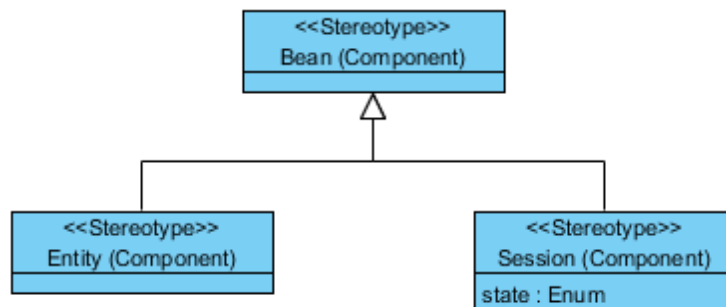 <<Stereotype>>
Bean (Component)
<<Stereotype>>
Entity (Component)
<<Stereotype>>
Session (Component)
state : Enum